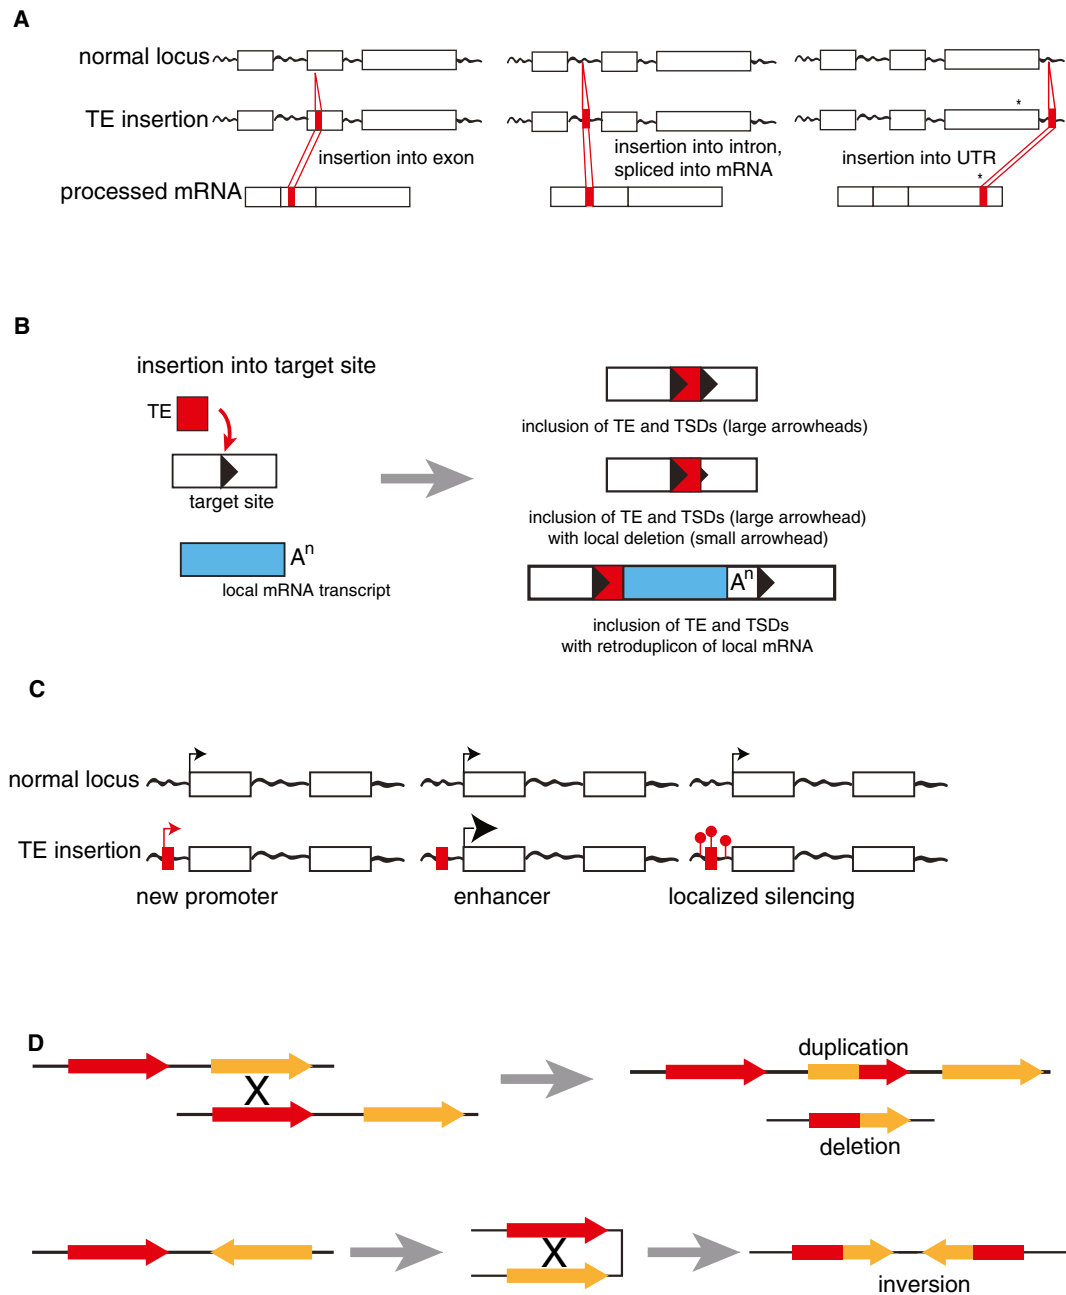 A
normal locus
TE insertion
*
insertion into exon
insertion into intron,
spliced into mRNA
insertion into UTR
*
processed mRNA
B
insertion into target site
TE
target site
An
local mRNA transcript
inclusion of TE and TSDs (large arrowheads)
inclusion of TE and TSDs (large arrowhead)
with local deletion (small arrowhead)
An
inclusion of TE and TSDs
with retroduplicon of local mRNA
C
normal locus
TE insertion
new promoter
enhancer
localized silencing
D
X
duplication
deletion
X
inversion